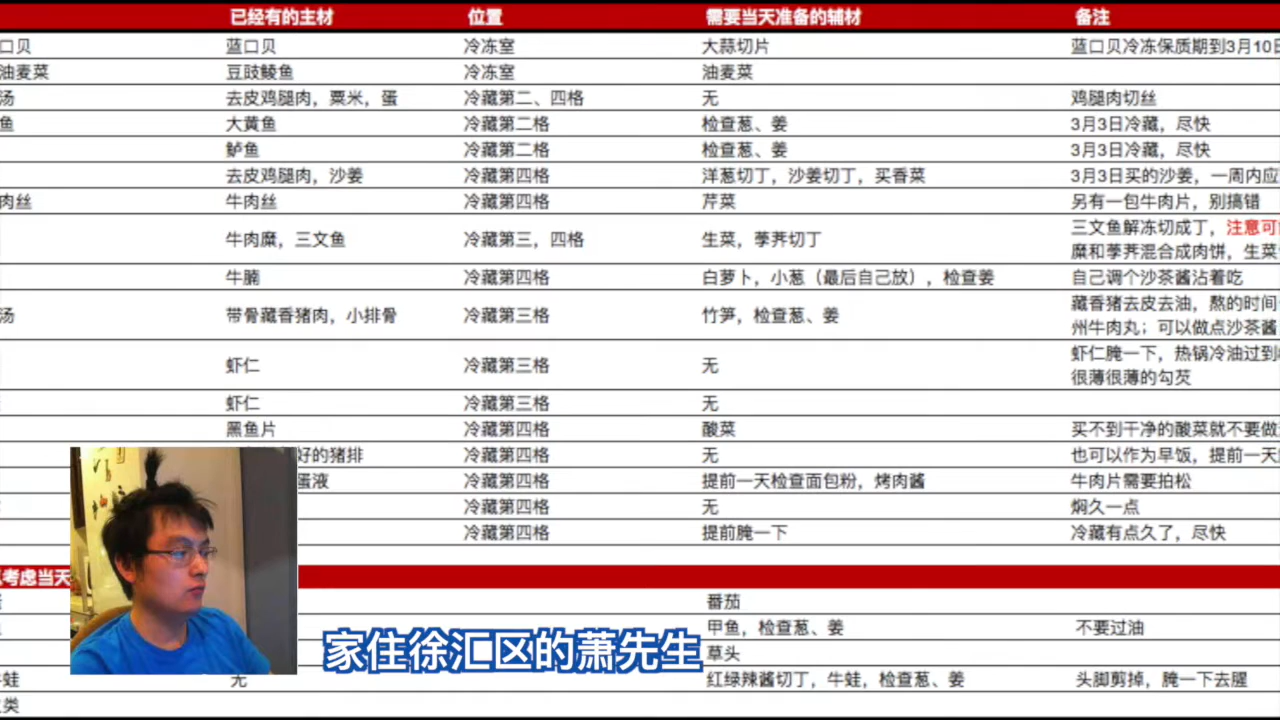 已经有的主材 位置 需要当天准备的辅材 备注
口贝 蓝口贝 冷冻室 大蒜切片 蓝口贝冷冻保质期到3月10日
油麦菜 豆豉鲮鱼 冷冻室 油麦菜
汤 去皮鸡腿肉，粟米，蛋 冷藏第二、四格 无 鸡腿肉切丝
鱼 大黄鱼 冷藏第二格 检查葱、姜 3月3日冷藏，尽快
鲈鱼 冷藏第二格 检查葱、姜 3月3日冷藏，尽快
去皮鸡腿肉，沙姜 冷藏第四格 洋葱切丁，沙姜切丁，买香菜 3月3日买的沙姜，一周内应
肉丝 牛肉丝 冷藏第四格 芹菜 另有一包牛肉片，别搞错
牛肉糜，三文鱼 冷藏第三，四格 生菜，荸荠切丁 三文鱼解冻切成丁，注意可
糜和荸荠混合成肉饼，生菜
牛腩 冷藏第四格 白萝卜，小葱（最后自己放），检查姜 自己调个沙茶酱沾着吃
汤 带骨藏香猪肉，小排骨 冷藏第三格 竹笋，检查葱、姜 藏香猪去皮去油，熬的时间
州牛肉丸；可以做点沙茶酱
虾仁 冷藏第三格 无 虾仁腌一下，热锅冷油过到
很薄很薄的勾芡
虾仁 冷藏第三格 无
黑鱼片 冷藏第四格 酸菜 买不到干净的酸菜就不要做
好的猪排 冷藏第四格 无 也可以作为早饭，提前一天
蛋液 冷藏第四格 提前一天检查面包粉，烤肉酱 牛肉片需要拍松
冷藏第四格 无 焖久一点
冷藏第四格 提前腌一下 冷藏有点久了，尽快
考虑当天
番茄
甲鱼，检查葱、姜 不要过油
草头
蛙 无 红绿辣酱切丁，牛蛙，检查葱、姜 头脚剪掉，腌一下去腥
类
家住徐汇区的萧先生